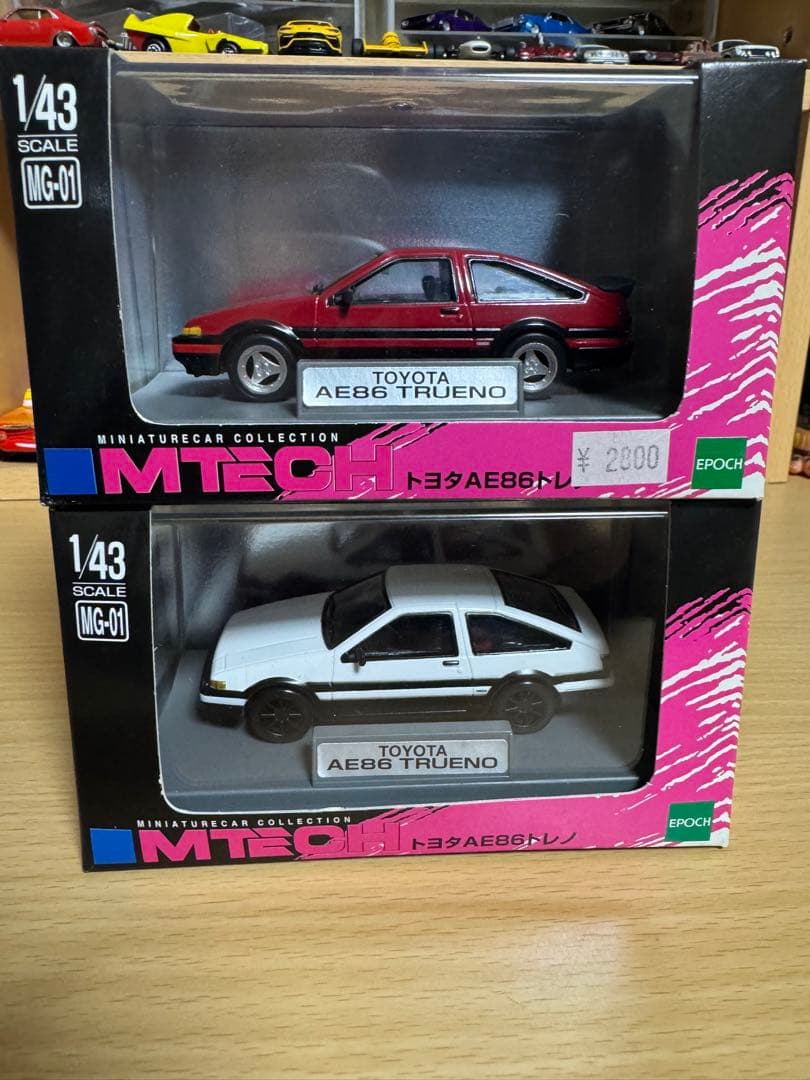 1/43
SCALE
MG-01
TOYOTA
AE86 TRUENO
MINIATURECAR COLLECTION
MTECH トヨタAE86トレ
¥ 2800
EPOCH
1/43
SCALE
MG-01
TOYOTA
AE86 TRUENO
MINIATURECAR COLLECTION
MTECH トヨタAE86トレノ
EPOCH